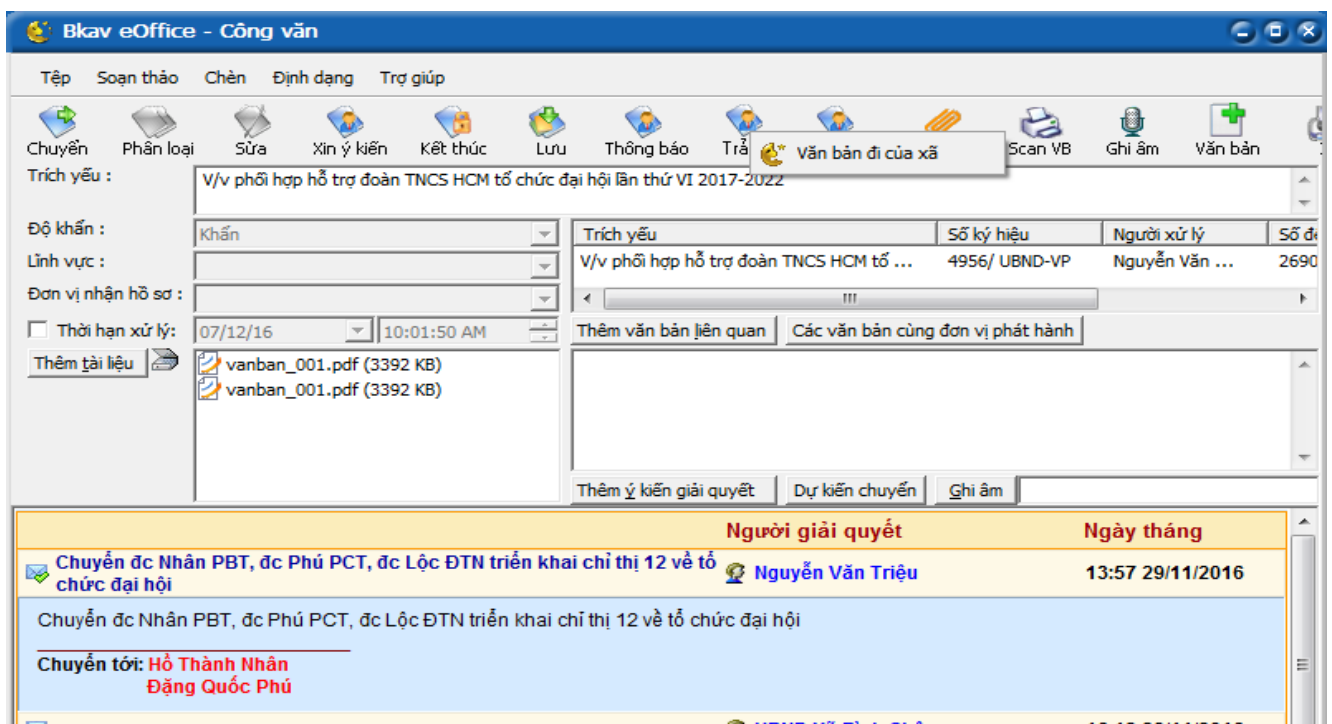 Bkav eOffice - Công văn
Tệp Soạn thảo Chèn Định dạng Trợ giúp
Chuyển Phân loại Sửa Xin ý kiến Kết thúc Lưu Thông báo Trả Scan VB Ghi âm Văn bản
Văn bản đi của xã
Trích yếu : V/v phối hợp hỗ trợ đoàn TNCS HCM tổ chức đại hội lần thứ VI 2017-2022
Độ khẩn : Khẩn
Lĩnh vực :
Đơn vị nhận hồ sơ :
Thời hạn xử lý: 07/12/16 10:01:50 AM
Thêm tài liệu
vanban_001.pdf (3392 KB)
vanban_001.pdf (3392 KB)
Trích yếu Số ký hiệu Người xử lý Số đ
V/v phối hợp hỗ trợ đoàn TNCS HCM tổ ... 4956/ UBND-VP Nguyễn Văn ... 2690
Thêm văn bản liên quan Các văn bản cùng đơn vị phát hành
Thêm ý kiến giải quyết Dự kiến chuyển Ghi âm
Người giải quyết Ngày tháng
Chuyển đc Nhân PBT, đc Phú PCT, đc Lộc ĐTN triển khai chỉ thị 12 về tổ
chức đại hội
Nguyễn Văn Triệu 13:57 29/11/2016
Chuyển đc Nhân PBT, đc Phú PCT, đc Lộc ĐTN triển khai chỉ thị 12 về tổ chức đại hội
Chuyển tới: Hồ Thành Nhân
Đặng Quốc Phú